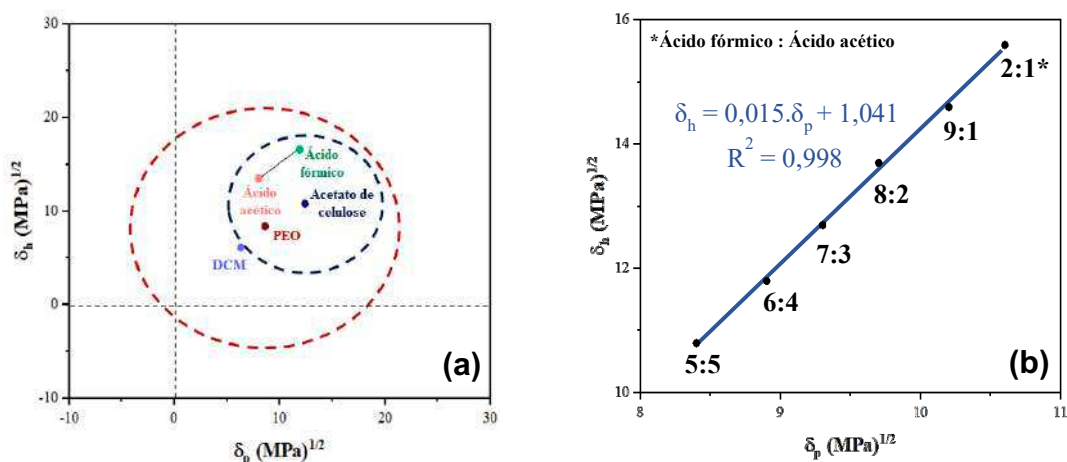 30
20
10
0
-10
-10
0
10
20
30
δh (MPa)1/2
δp (MPa)1/2
Ácido
fórmico
Ácido
acético
Acetato de
celulose
PEO
DCM
(a)
16
14
12
10
8
9
10
11
δh (MPa)1/2
δp (MPa)1/2
*Ácido fórmico : Ácido acético
2:1*
δh = 0,015.δp + 1,041
R2 = 0,998
9:1
8:2
7:3
6:4
5:5
(b)